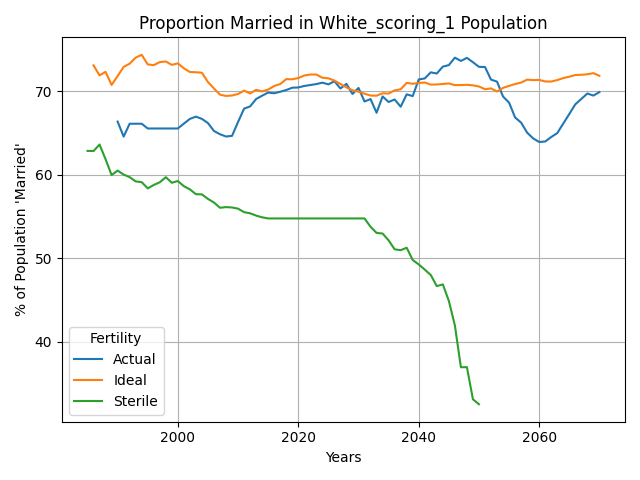 Proportion Married in White_scoring_1 Population
% of Population 'Married'
70
60
50
40
Fertility
Actual
Ideal
Sterile
2000 2020 2040 2060
Years